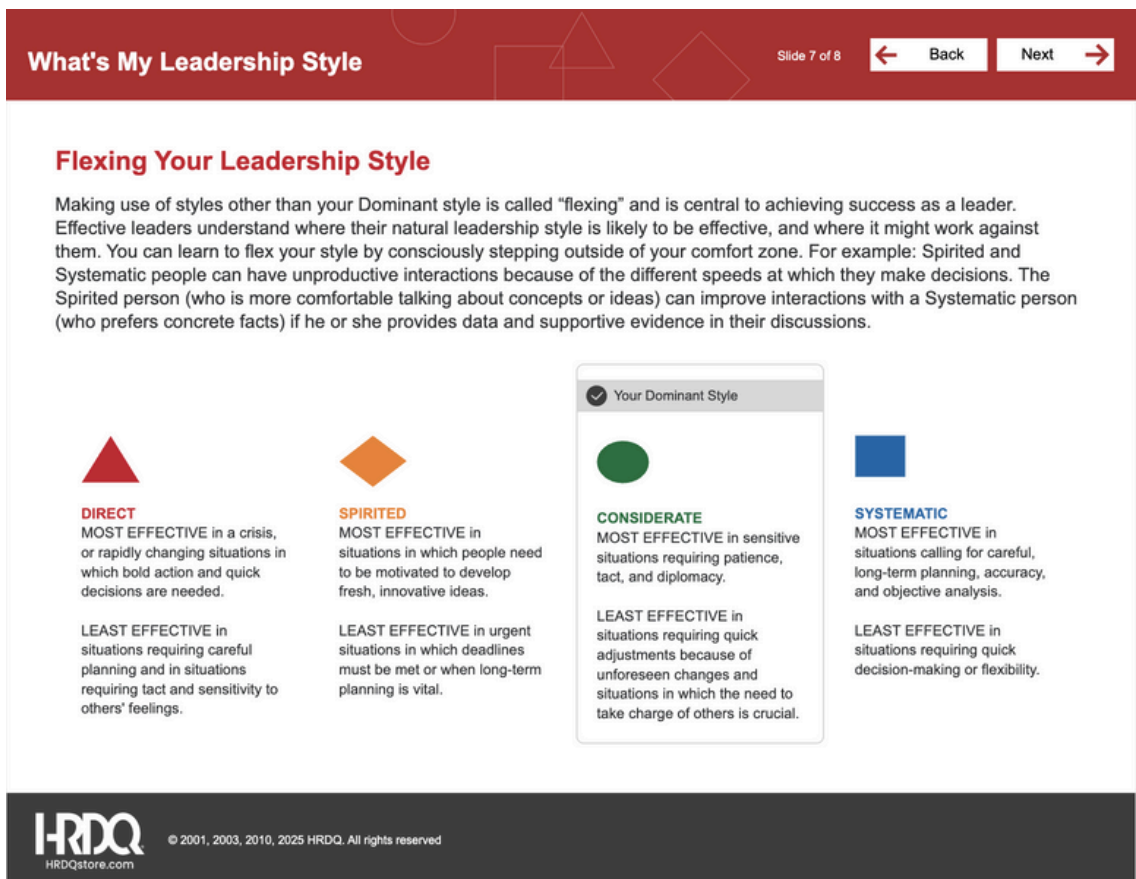 What's My Leadership Style
Slide 7 of 8
Back
Next
Flexing Your Leadership Style
Making use of styles other than your Dominant style is called “flexing” and is central to achieving success as a leader.
Effective leaders understand where their natural leadership style is likely to be effective, and where it might work against
them. You can learn to flex your style by consciously stepping outside of your comfort zone. For example: Spirited and
Systematic people can have unproductive interactions because of the different speeds at which they make decisions. The
Spirited person (who is more comfortable talking about concepts or ideas) can improve interactions with a Systematic person
(who prefers concrete facts) if he or she provides data and supportive evidence in their discussions.
DIRECT
MOST EFFECTIVE in a crisis,
or rapidly changing situations in
which bold action and quick
decisions are needed.
LEAST EFFECTIVE in
situations requiring careful
planning and in situations
requiring tact and sensitivity to
others' feelings.
SPIRITED
MOST EFFECTIVE in
situations in which people need
to be motivated to develop
fresh, innovative ideas.
LEAST EFFECTIVE in urgent
situations in which deadlines
must be met or when long-term
planning is vital.
Your Dominant Style
CONSIDERATE
MOST EFFECTIVE in sensitive
situations requiring patience,
tact, and diplomacy.
LEAST EFFECTIVE in
situations requiring quick
adjustments because of
unforeseen changes and
situations in which the need to
take charge of others is crucial.
SYSTEMATIC
MOST EFFECTIVE in
situations calling for careful,
long-term planning, accuracy,
and objective analysis.
LEAST EFFECTIVE in
situations requiring quick
decision-making or flexibility.
HRDQ
HRDQstore.com
© 2001, 2003, 2010, 2025 HRDQ. All rights reserved